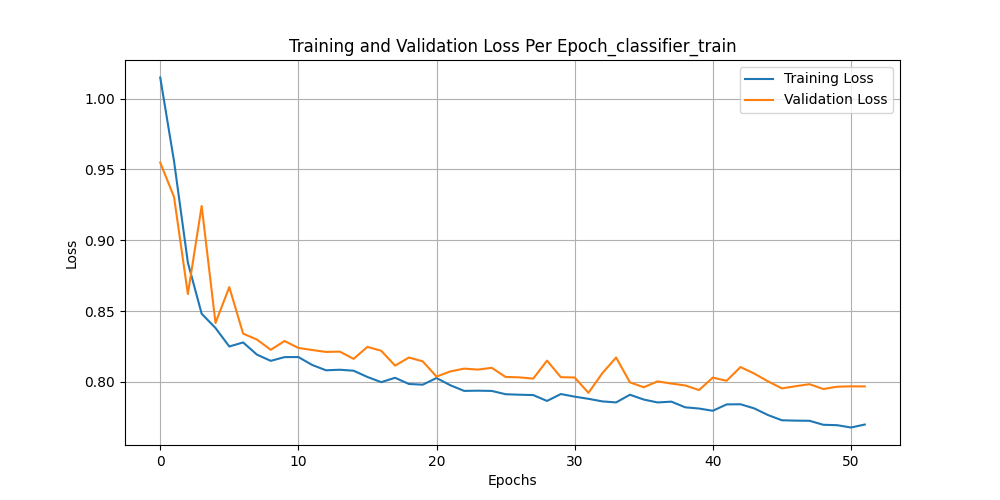 Training and Validation Loss Per Epoch_classifier_train
Training Loss
Validation Loss
1.00
0.95
0.90
0.85
0.80
Loss
0
10
20
30
40
50
Epochs